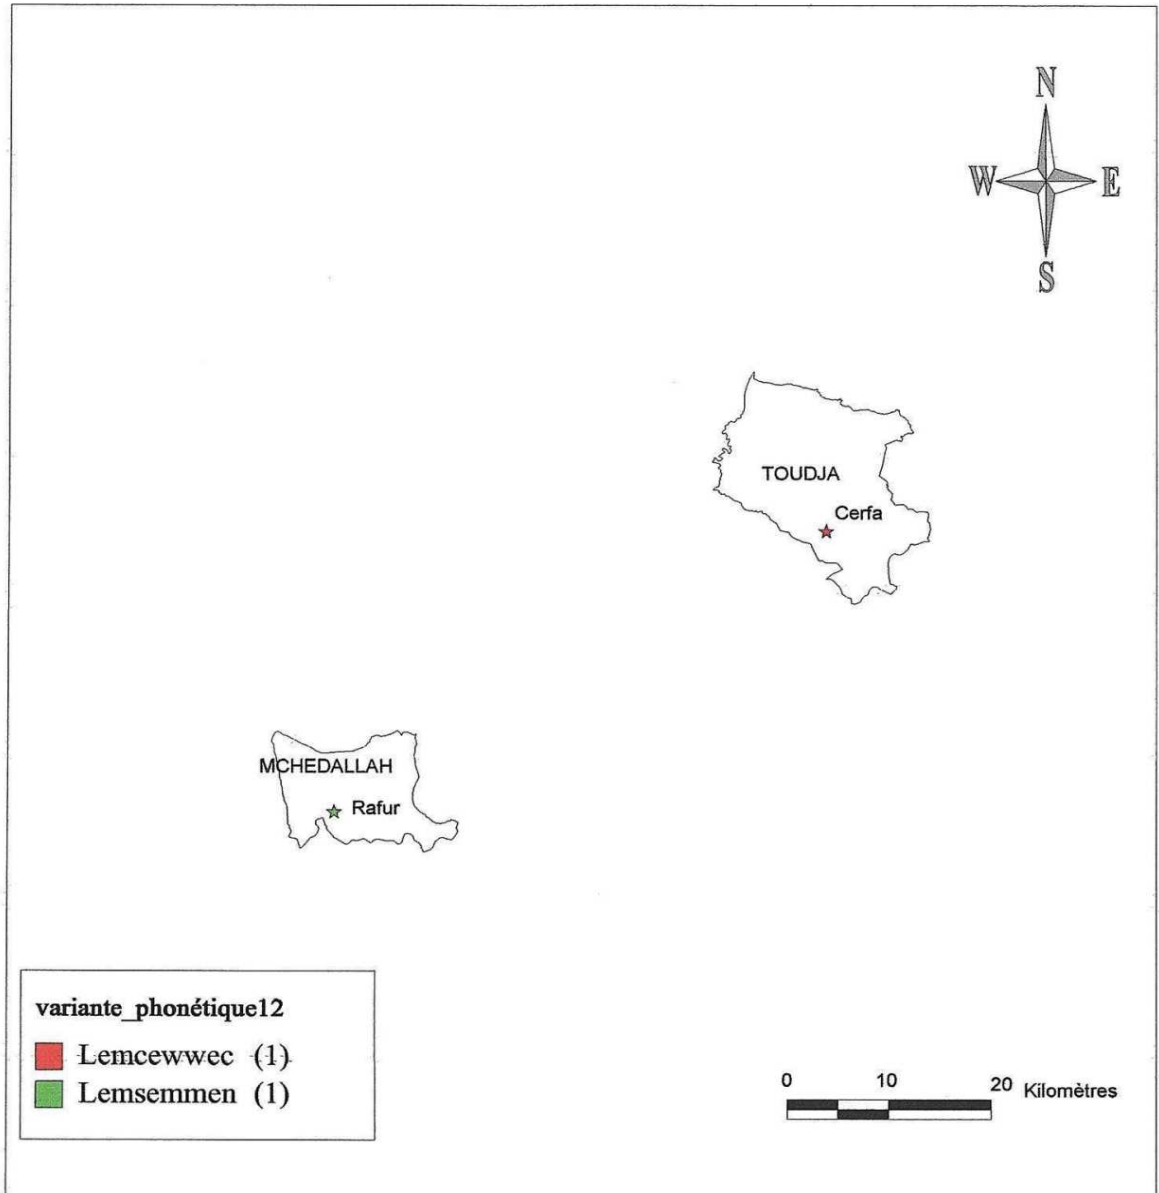 N
W E
S
TOUDJA
Cerfa
MCHEDALLAH
Rafur
variante_phonétique12
Lemcewwec (1)
Lemsemmen (1)
0 10 20 Kilomètres